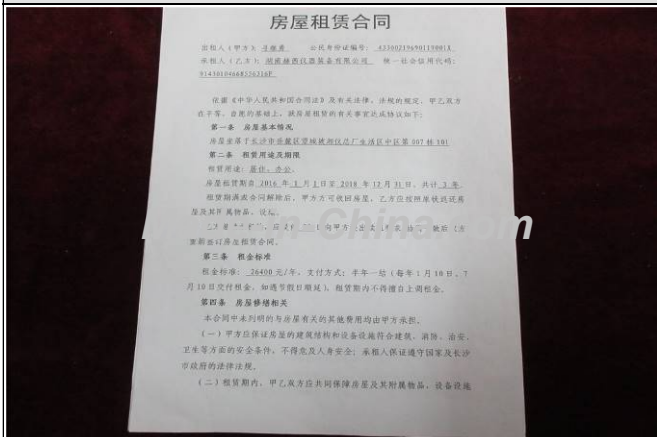 房屋租赁合同
出租人（甲方）： 公民身份证编号：
承租人（乙方）：湖南赫西仪器装备有限公司 统一社会信用代码：
依据《中华人民共和国合同法》及有关法律、法规的规定，甲乙双方
在平等、自愿的基础上，就房屋租赁的有关事宜达成协议如下：
第一条 房屋基本情况
房屋坐落于长沙市岳麓区望城坡湘仪总厂生活区中区第307栋101
第二条 租赁用途及期限
租赁用途：居住、办公。
房屋租赁期自2016年1月1日至2018年12月31日，共计3年。
租赁期满或合同解除后，甲方可收回房屋，乙方应按照原状返还房
屋及其附属物品、设
方重新签订房屋租赁合同。
第三条 租金标准
租金标准：26400元/年，支付方式：半年一结（每年1月10日、7
月10日交付租金，如遇节假日顺延）。租赁期内不得擅自上调租金。
第四条 房屋修缮相关
本合同中未列明的与房屋有关的其他费用均由甲方承担。
（一）甲方应保证房屋的建筑结构和设备设施符合建筑、消防、治安、
卫生等方面的安全条件，不得危及人身安全；承租人保证遵守国家及长沙
市政府的法律法规。
（二）租赁期内，甲乙双方应共同保障房屋及其附属物品、设备设施
n-China.com